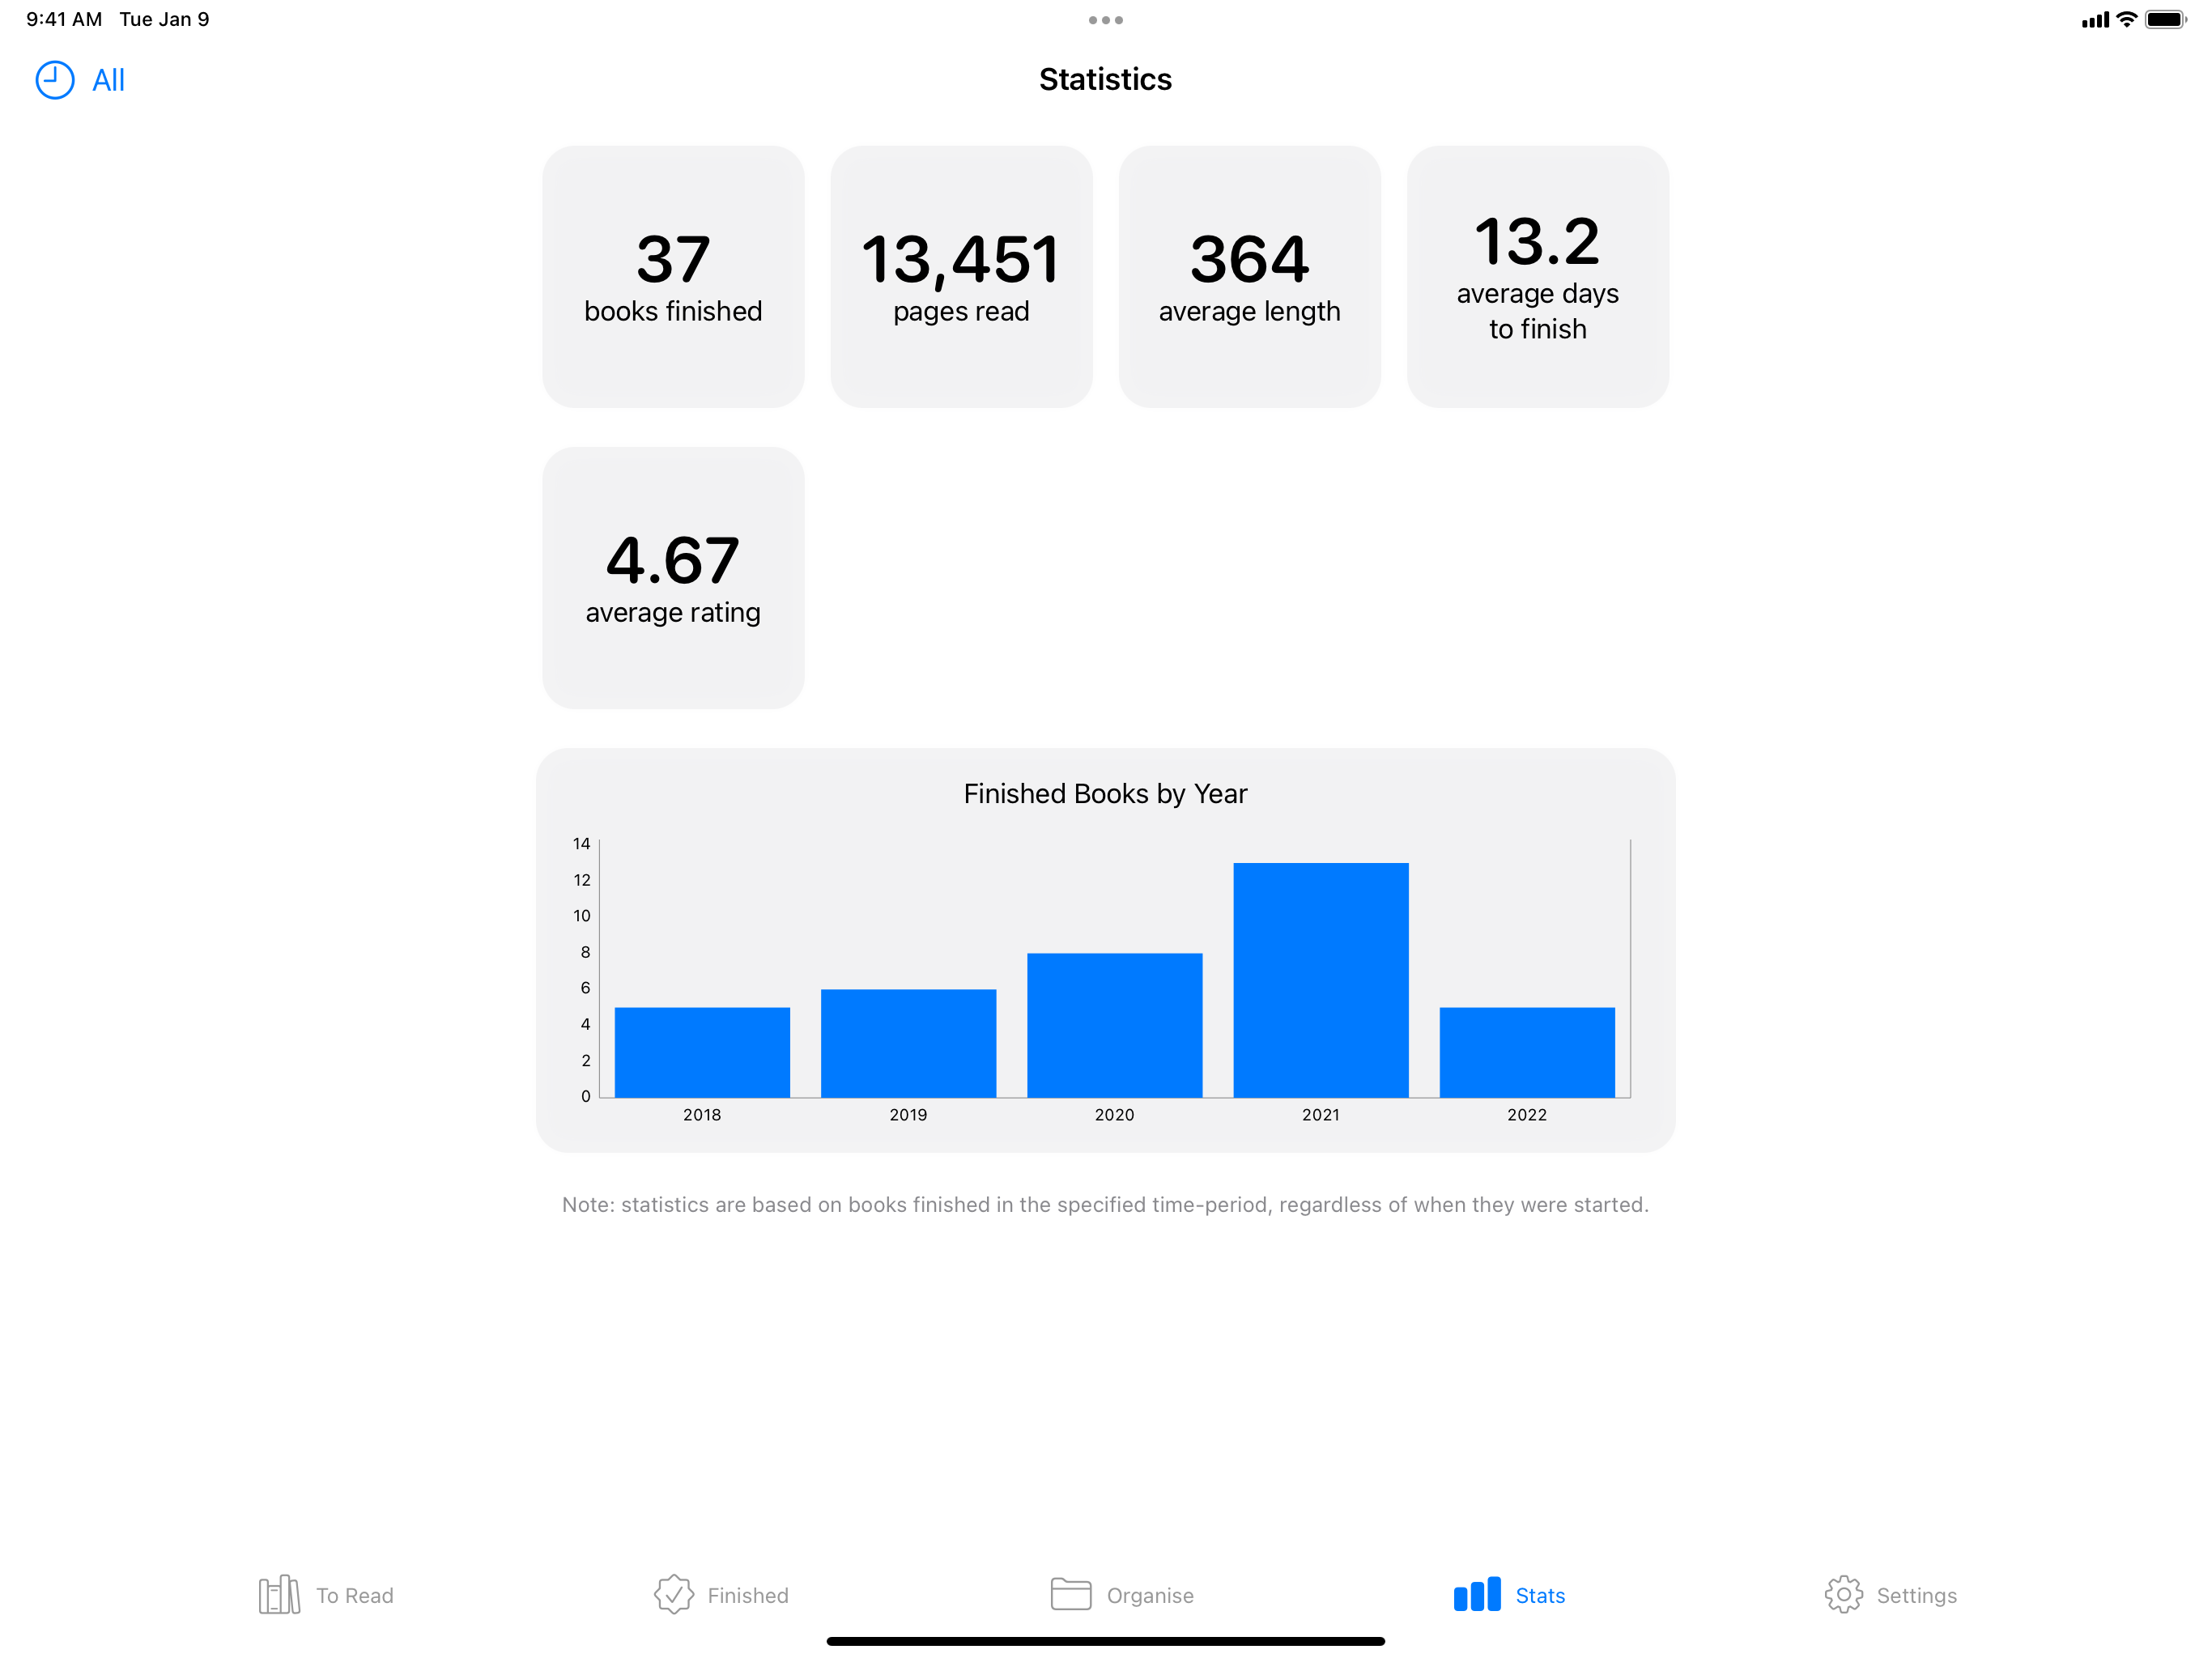 9:41 AM Tue Jan 9
All
Statistics
37
books finished
13,451
pages read
364
average length
13.2
average days
to finish
4.67
average rating
Finished Books by Year
14
12
10
8
6
4
2
0
2018 2019 2020 2021 2022
Note: statistics are based on books finished in the specified time-period, regardless of when they were started.
To Read Finished Organise Stats Settings